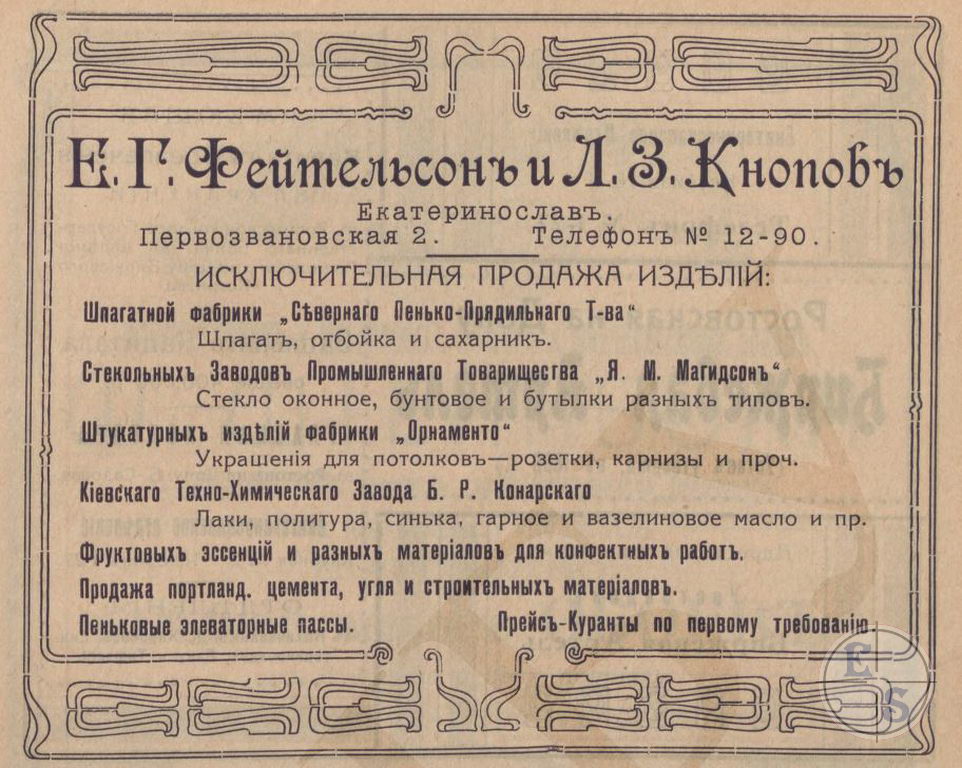 Е. Г. Фейтельсонъ и Л. З. Кноповъ
Екатеринославъ.
Первозвановская 2. Телефонъ № 12-90.
ИСКЛЮЧИТЕЛЬНАЯ ПРОДАЖА ИЗДѢЛІЙ:
Шпагатной фабрики „Сѣвернаго Пенько-Прядильнаго Т-ва“
Шпагатъ, отбойка и сахарникъ.
Стекольныхъ Заводовъ Промышленнаго Товарищества „Я. М. Магидсонъ“
Стекло оконное, бунтовое и бутылки разныхъ типовъ.
Штукатурныхъ издѣлій фабрики „Орнаменто“
Украшенія для потолковъ—розетки, карнизы и проч.
Кіевскаго Техно-Химическаго Завода Б. Р. Конарскаго
Лаки, политура, синька, гарное и вазелиновое масло и пр.
Фруктовыхъ эссенцій и разныхъ матеріаловъ для конфектныхъ работъ.
Продажа портланд. цемента, угля и строительныхъ матеріаловъ.
Пеньковые элеваторные пассы. Прейсъ-Куранты по первому требованію.
E S